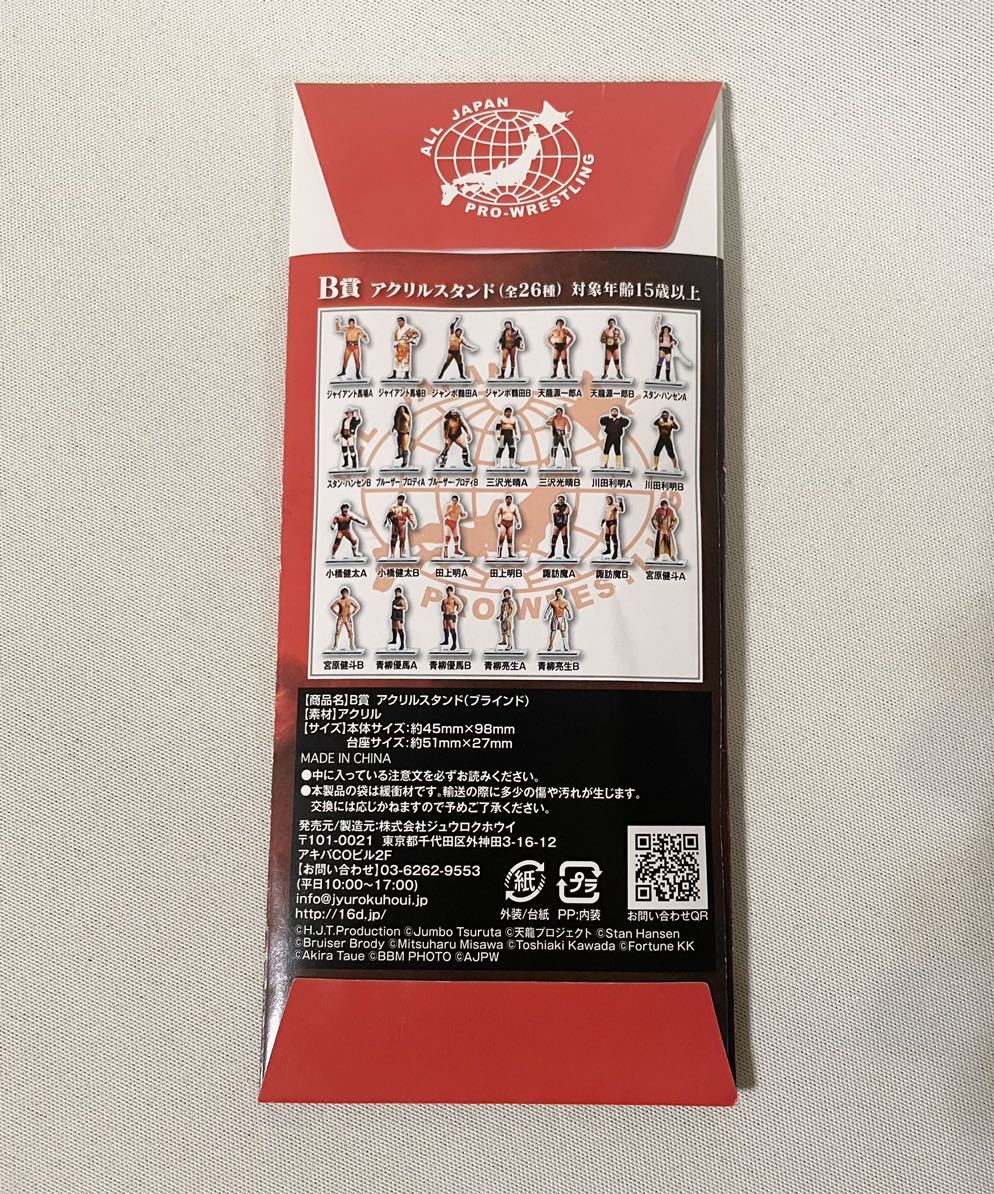 ALL JAPAN
PRO-WRESTLING
B賞 アクリルスタンド(全26種) 対象年齢15歳以上
ジャイアント馬場A ジャイアント馬場B ジャンボ鶴田A ジャンボ鶴田B 天龍源一郎A 天龍源一郎B スタン・ハンセンA
スタン・ハンセンB ブルーザー・ブロディA ブルーザー・ブロディB 三沢光晴A 三沢光晴B 川田利明A 川田利明B
小橋健太A 小橋健太B 田上明A 田上明B 諏訪魔A 諏訪魔B 宮原健斗A
宮原健斗B 青柳優馬A 青柳優馬B 青柳亮生A 青柳亮生B
【商品名】B賞 アクリルスタンド(ブラインド)
【素材】アクリル
【サイズ】本体サイズ:約45mm×98mm
台座サイズ:約51mm×27mm
MADE IN CHINA
●中に入っている注意文を必ずお読みください。
●本製品の袋は緩衝材です。輸送の際に多少の傷や汚れが生じます。
交換には応じかねますので予めご了承ください。
発売元/製造元:株式会社ジュウロクホウイ
〒101-0021 東京都千代田区外神田3-16-12
アキバCOビル2F
【お問い合わせ】03-6262-9553
(平日10:00～17:00)
info@jyurokuhoui.jp
http://16d.jp/
紙 プラ
外装/台紙 PP:内装 お問い合わせQR
©H.J.T.Production ©Jumbo Tsuruta ©天龍プロジェクト ©Stan Hansen
©Bruiser Brody ©Mitsuharu Misawa ©Toshiaki Kawada ©Fortune KK
©Akira Taue ©BBM PHOTO ©AJPW